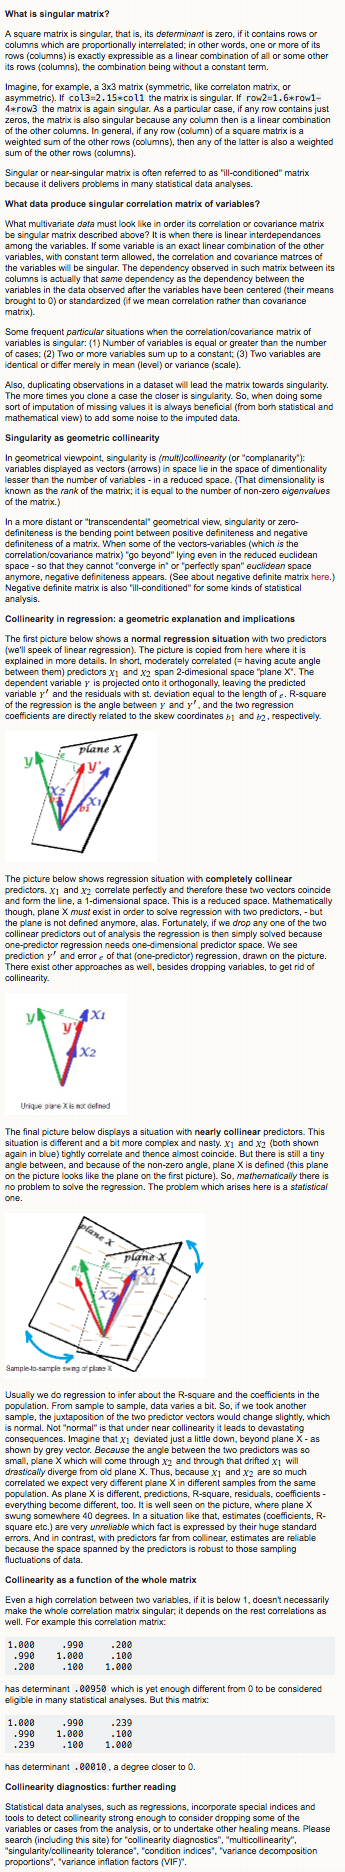 What is singular matrix?
A square matrix is singular, that is, its determinant is zero, if it contains rows or
columns which are proportionally interrelated; in other words, one or more of its
rows (columns) is exactly expressible as a linear combination of all or some other
its rows (columns), the combination being without a constant term.
Imagine, for example, a 3x3 matrix (symmetric, like correlaton matrix, or
asymmetric). If col3=2.15*col1 the matrix is singular. If row2=1.6*row1-
4*row3 the matrix is again singular. As a particular case, if any row contains just
zeros, the matrix is also singular because any column then is a linear combination
of the other columns. In general, if any row (column) of a square matrix is a
weighted sum of the other rows (columns), then any of the latter is also a weighted
sum of the other rows (columns).
Singular or near-singular matrix is often referred to as "ill-conditioned" matrix
because it delivers problems in many statistical data analyses.
What data produce singular correlation matrix of variables?
What multivariate data must look like in order its correlation or covariance matrix
be singular matrix described above? It is when there is linear interdependances
among the variables. If some variable is an exact linear combination of the other
variables, with constant term allowed, the correlation and covariance matrces of
the variables will be singular. The dependency observed in such matrix between its
columns is actually that same dependency as the dependency between the
variables in the data observed after the variables have been centered (their means
brought to 0) or standardized (if we mean correlation rather than covariance
matrix).
Some frequent particular situations when the correlation/covariance matrix of
variables is singular: (1) Number of variables is equal or greater than the number
of cases; (2) Two or more variables sum up to a constant; (3) Two variables are
identical or differ merely in mean (level) or variance (scale).
Also, duplicating observations in a dataset will lead the matrix towards singularity.
The more times you clone a case the closer is singularity. So, when doing some
sort of imputation of missing values it is always beneficial (from borh statistical and
mathematical view) to add some noise to the imputed data.
Singularity as geometric collinearity
In geometrical viewpoint, singularity is (multi)collinearity (or "complanarity"):
variables displayed as vectors (arrows) in space lie in the space of dimentionality
lesser than the number of variables - in a reduced space. (That dimensionality is
known as the rank of the matrix; it is equal to the number of non-zero eigenvalues
of the matrix.)
In a more distant or "transcendental" geometrical view, singularity or zero-
definiteness is the bending point between positive definiteness and negative
definiteness of a matrix. When some of the vectors-variables (which is the
correlation/covariance matrix) "go beyond" lying even in the reduced euclidean
space - so that they cannot "converge in" or "perfectly span" euclidean space
anymore, negative definiteness appears. (See about negative definite matrix here.)
Negative definite matrix is also "ill-conditioned" for some kinds of statistical
analysis.
Collinearity in regression: a geometric explanation and implications
The first picture below shows a normal regression situation with two predictors
(we'll speek of linear regression). The picture is copied from here where it is
explained in more details. In short, moderately correlated (= having acute angle
between them) predictors X1 and X2 span 2-dimesional space "plane X". The
dependent variable Y is projected onto it orthogonally, leaving the predicted
variable Y′ and the residuals with st. deviation equal to the length of e. R-square
of the regression is the angle between Y and Y′, and the two regression
coefficients are directly related to the skew coordinates b1 and b2, respectively.
plane X
y
e
y'
X2
X1
b1
The picture below shows regression situation with completely collinear
predictors. X1 and X2 correlate perfectly and therefore these two vectors coincide
and form the line, a 1-dimensional space. This is a reduced space. Mathematically
though, plane X must exist in order to solve regression with two predictors, - but
the plane is not defined anymore, alas. Fortunately, if we drop any one of the two
collinear predictors out of analysis the regression is then simply solved because
one-predictor regression needs one-dimensional predictor space. We see
prediction Y′ and error e of that (one-predictor) regression, drawn on the picture.
There exist other approaches as well, besides dropping variables, to get rid of
collinearity.
y
e
X1
y'
X2
Unique plane X is not defined
The final picture below displays a situation with nearly collinear predictors. This
situation is different and a bit more complex and nasty. X1 and X2 (both shown
again in blue) tightly correlate and thence almost coincide. But there is still a tiny
angle between, and because of the non-zero angle, plane X is defined (this plane
on the picture looks like the plane on the first picture). So, mathematically there is
no problem to solve the regression. The problem which arises here is a statistical
one.
plane X
plane X
e
e
X1
X1
X2
Sample-to-sample swing of plane X
Usually we do regression to infer about the R-square and the coefficients in the
population. From sample to sample, data varies a bit. So, if we took another
sample, the juxtaposition of the two predictor vectors would change slightly, which
is normal. Not "normal" is that under near collinearity it leads to devastating
consequences. Imagine that X1 deviated just a little down, beyond plane X - as
shown by grey vector. Because the angle between the two predictors was so
small, plane X which will come through X2 and through that drifted X1 will
drastically diverge from old plane X. Thus, because X1 and X2 are so much
correlated we expect very different plane X in different samples from the same
population. As plane X is different, predictions, R-square, residuals, coefficients -
everything become different, too. It is well seen on the picture, where plane X
swung somewhere 40 degrees. In a situation like that, estimates (coefficients, R-
square etc.) are very unreliable which fact is expressed by their huge standard
errors. And in contrast, with predictors far from collinear, estimates are reliable
because the space spanned by the predictors is robust to those sampling
fluctuations of data.
Collinearity as a function of the whole matrix
Even a high correlation between two variables, if it is below 1, doesn't necessarily
make the whole correlation matrix singular; it depends on the rest correlations as
well. For example this correlation matrix:
1.000 .990 .200
.990 1.000 .100
.200 .100 1.000
has determinant .00950 which is yet enough different from 0 to be considered
eligible in many statistical analyses. But this matrix:
1.000 .990 .239
.990 1.000 .100
.239 .100 1.000
has determinant .00010, a degree closer to 0.
Collinearity diagnostics: further reading
Statistical data analyses, such as regressions, incorporate special indices and
tools to detect collinearity strong enough to consider dropping some of the
variables or cases from the analysis, or to undertake other healing means. Please
search (including this site) for "collinearity diagnostics", "multicollinearity",
"singularity/collinearity tolerance", "condition indices", "variance decomposition
proportions", "variance inflation factors (VIF)".